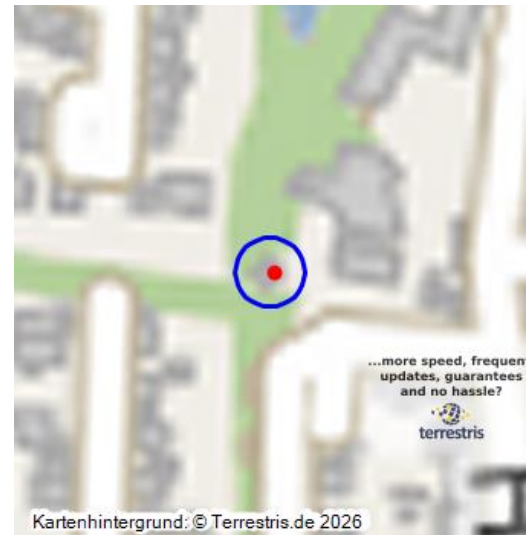 ...more speed, frequen
updates, guarantees
and no hassle?
terrestris
Kartenhintergrund: © Terrestris.de 2026